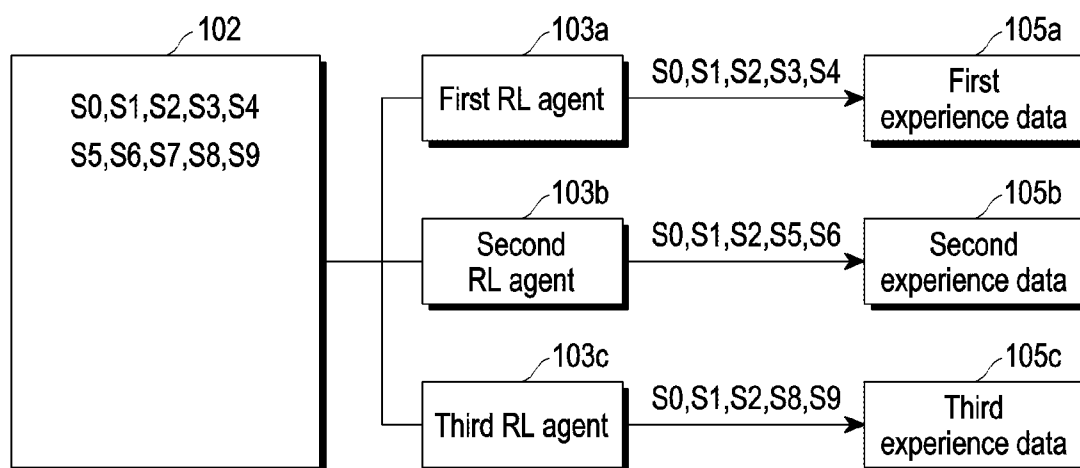 102
S0,S1,S2,S3,S4
S5,S6,S7,S8,S9
103a
First RL agent
S0,S1,S2,S3,S4
105a
First
experience data
103b
Second
RL agent
S0,S1,S2,S5,S6
105b
Second
experience data
103c
Third RL agent
S0,S1,S2,S8,S9
105c
Third
experience data